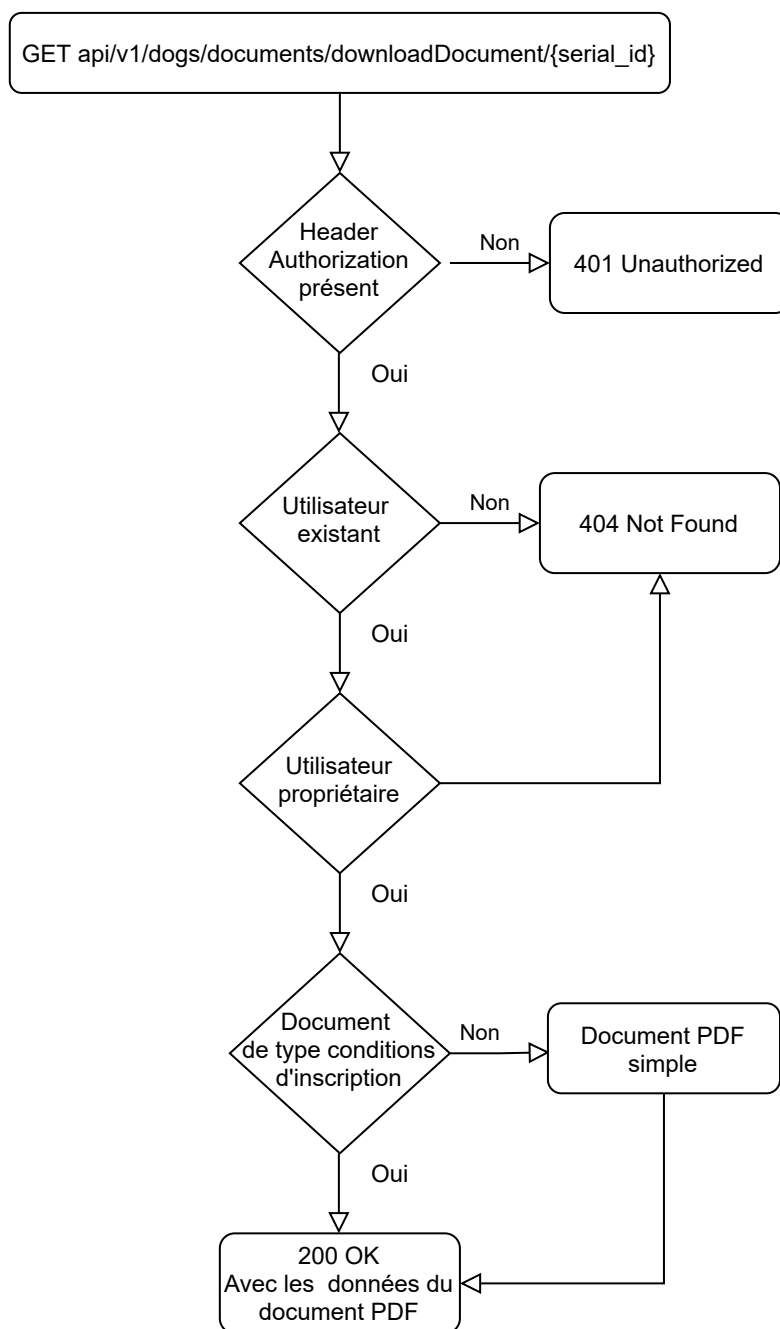 GET api/v1/dogs/documents/downloadDocument/{serial_id}
Header
Authorization
présent
Non
401 Unauthorized
Oui
Utilisateur
existant
Non
404 Not Found
Oui
Utilisateur
propriétaire
Oui
Document
de type conditions
d'inscription
Non
Document PDF
simple
Oui
200 OK
Avec les données du
document PDF